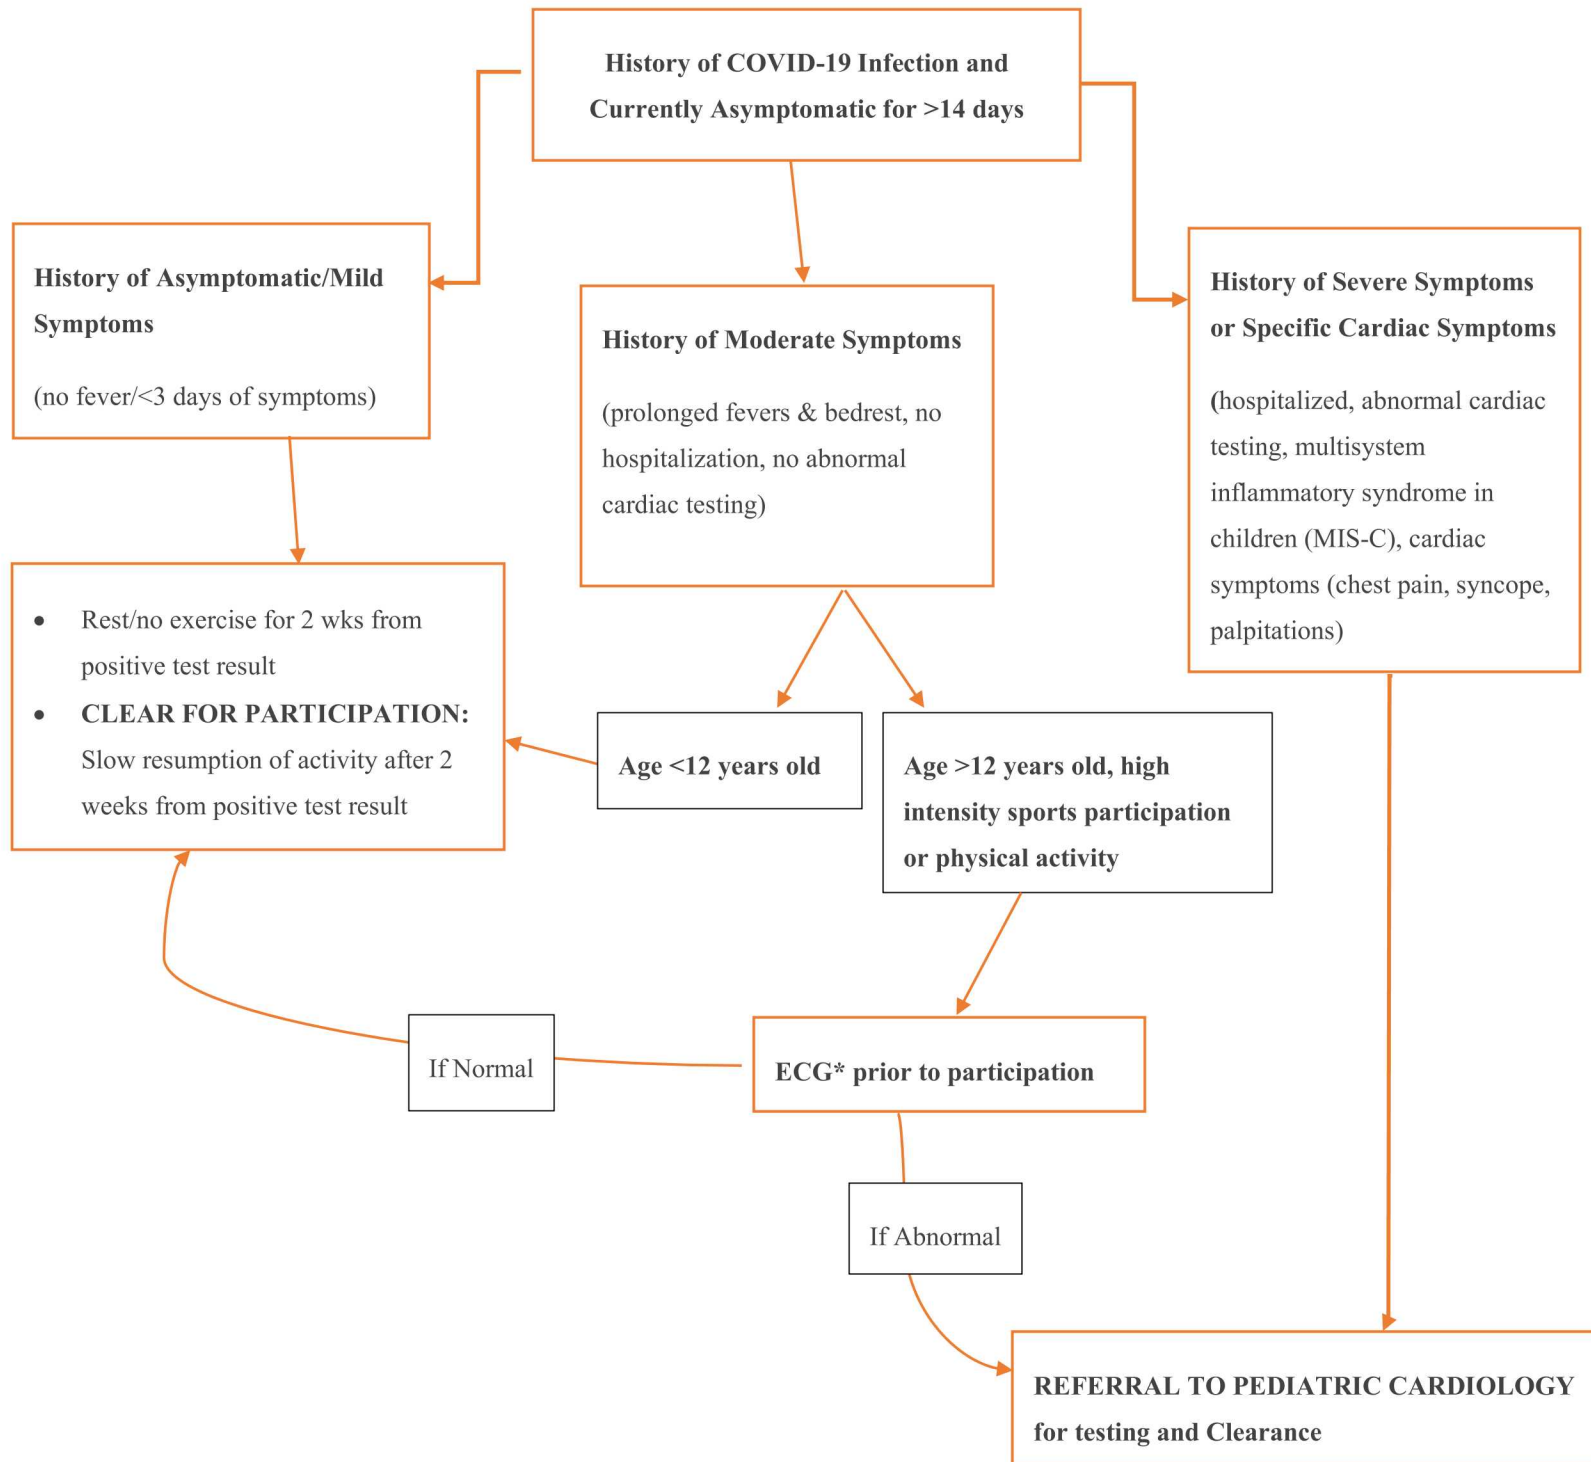 History of COVID-19 Infection and
Currently Asymptomatic for >14 days
History of Asymptomatic/Mild
Symptoms
(no fever/<3 days of symptoms)
History of Moderate Symptoms
(prolonged fevers & bedrest, no
hospitalization, no abnormal
cardiac testing)
History of Severe Symptoms
or Specific Cardiac Symptoms
(hospitalized, abnormal cardiac
testing, multisystem
inflammatory syndrome in
children (MIS-C), cardiac
symptoms (chest pain, syncope,
palpitations)
• Rest/no exercise for 2 wks from
positive test result
• CLEAR FOR PARTICIPATION:
Slow resumption of activity after 2
weeks from positive test result
Age <12 years old
Age >12 years old, high
intensity sports participation
or physical activity
If Normal
ECG* prior to participation
If Abnormal
REFERRAL TO PEDIATRIC CARDIOLOGY
for testing and Clearance